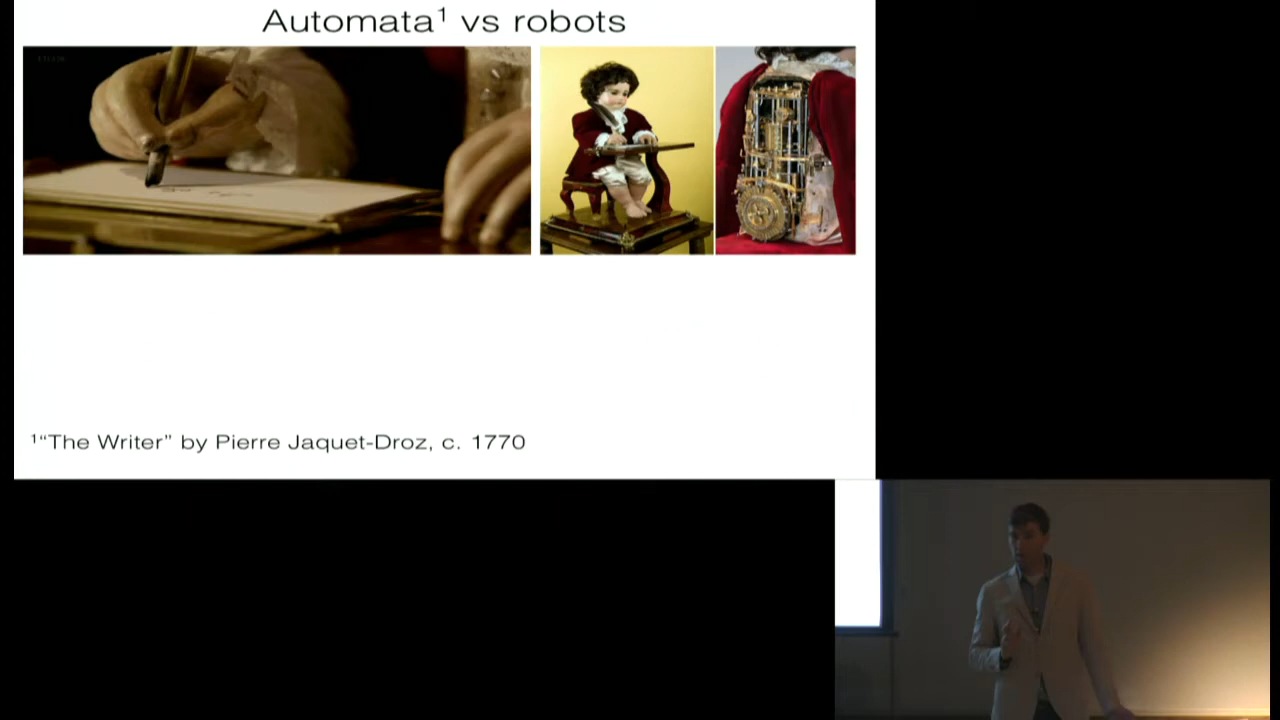 Automata¹ vs robots
¹“The Writer” by Pierre Jaquet-Droz, c. 1770